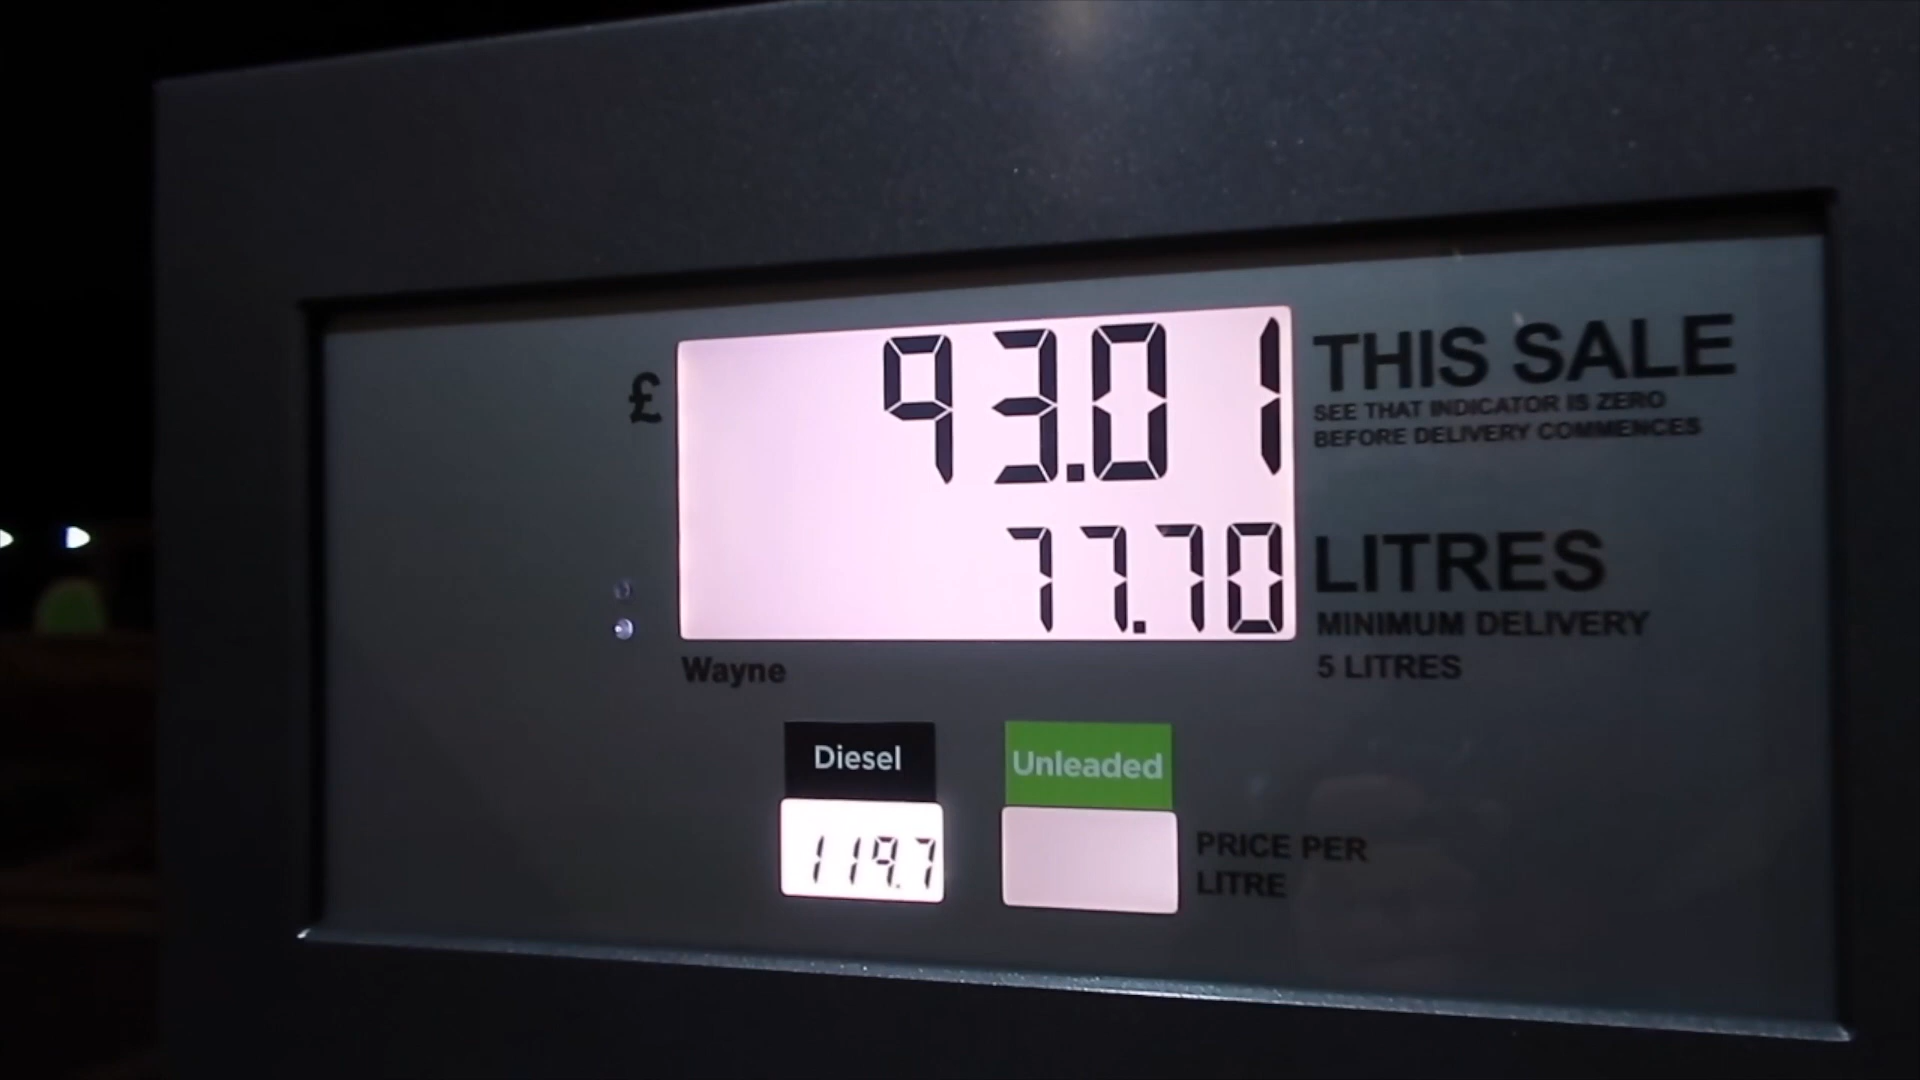 £ 93.01 THIS SALE
SEE THAT INDICATOR IS ZERO
BEFORE DELIVERY COMMENCES
77.70 LITRES
MINIMUM DELIVERY
5 LITRES
Wayne
Diesel Unleaded
119.7
PRICE PER
LITRE